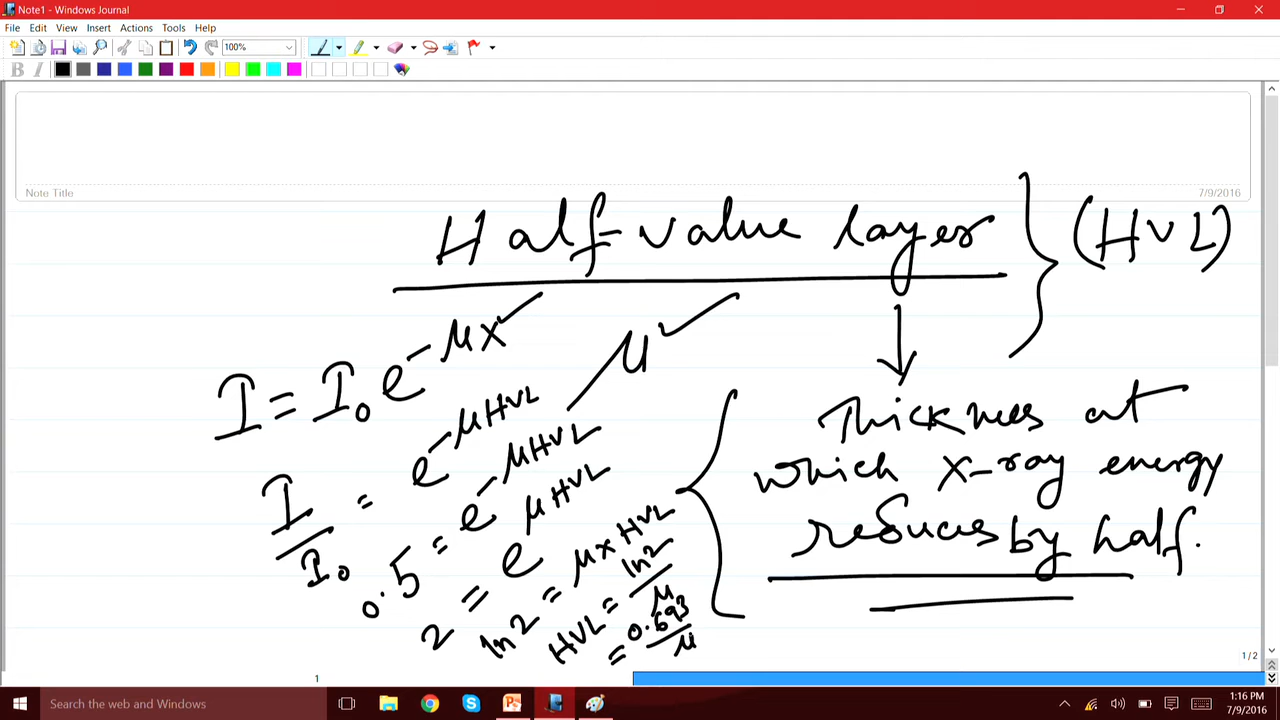 Note1 - Windows Journal
File Edit View Insert Actions Tools Help
100%
B I
Note Title
7/9/2016
Half-value layer
(HVL)
I = I₀ e^-μx
μ
I/I₀ = e^-μHVL
0.5 = e^-μHVL
2 = e^μHVL
ln2 = μ x HVL
HVL = ln2/μ
= 0.693/μ
Thickness at
which X-ray energy
reduces by half.
1/2
1
Search the web and Windows
1:16 PM
7/9/2016